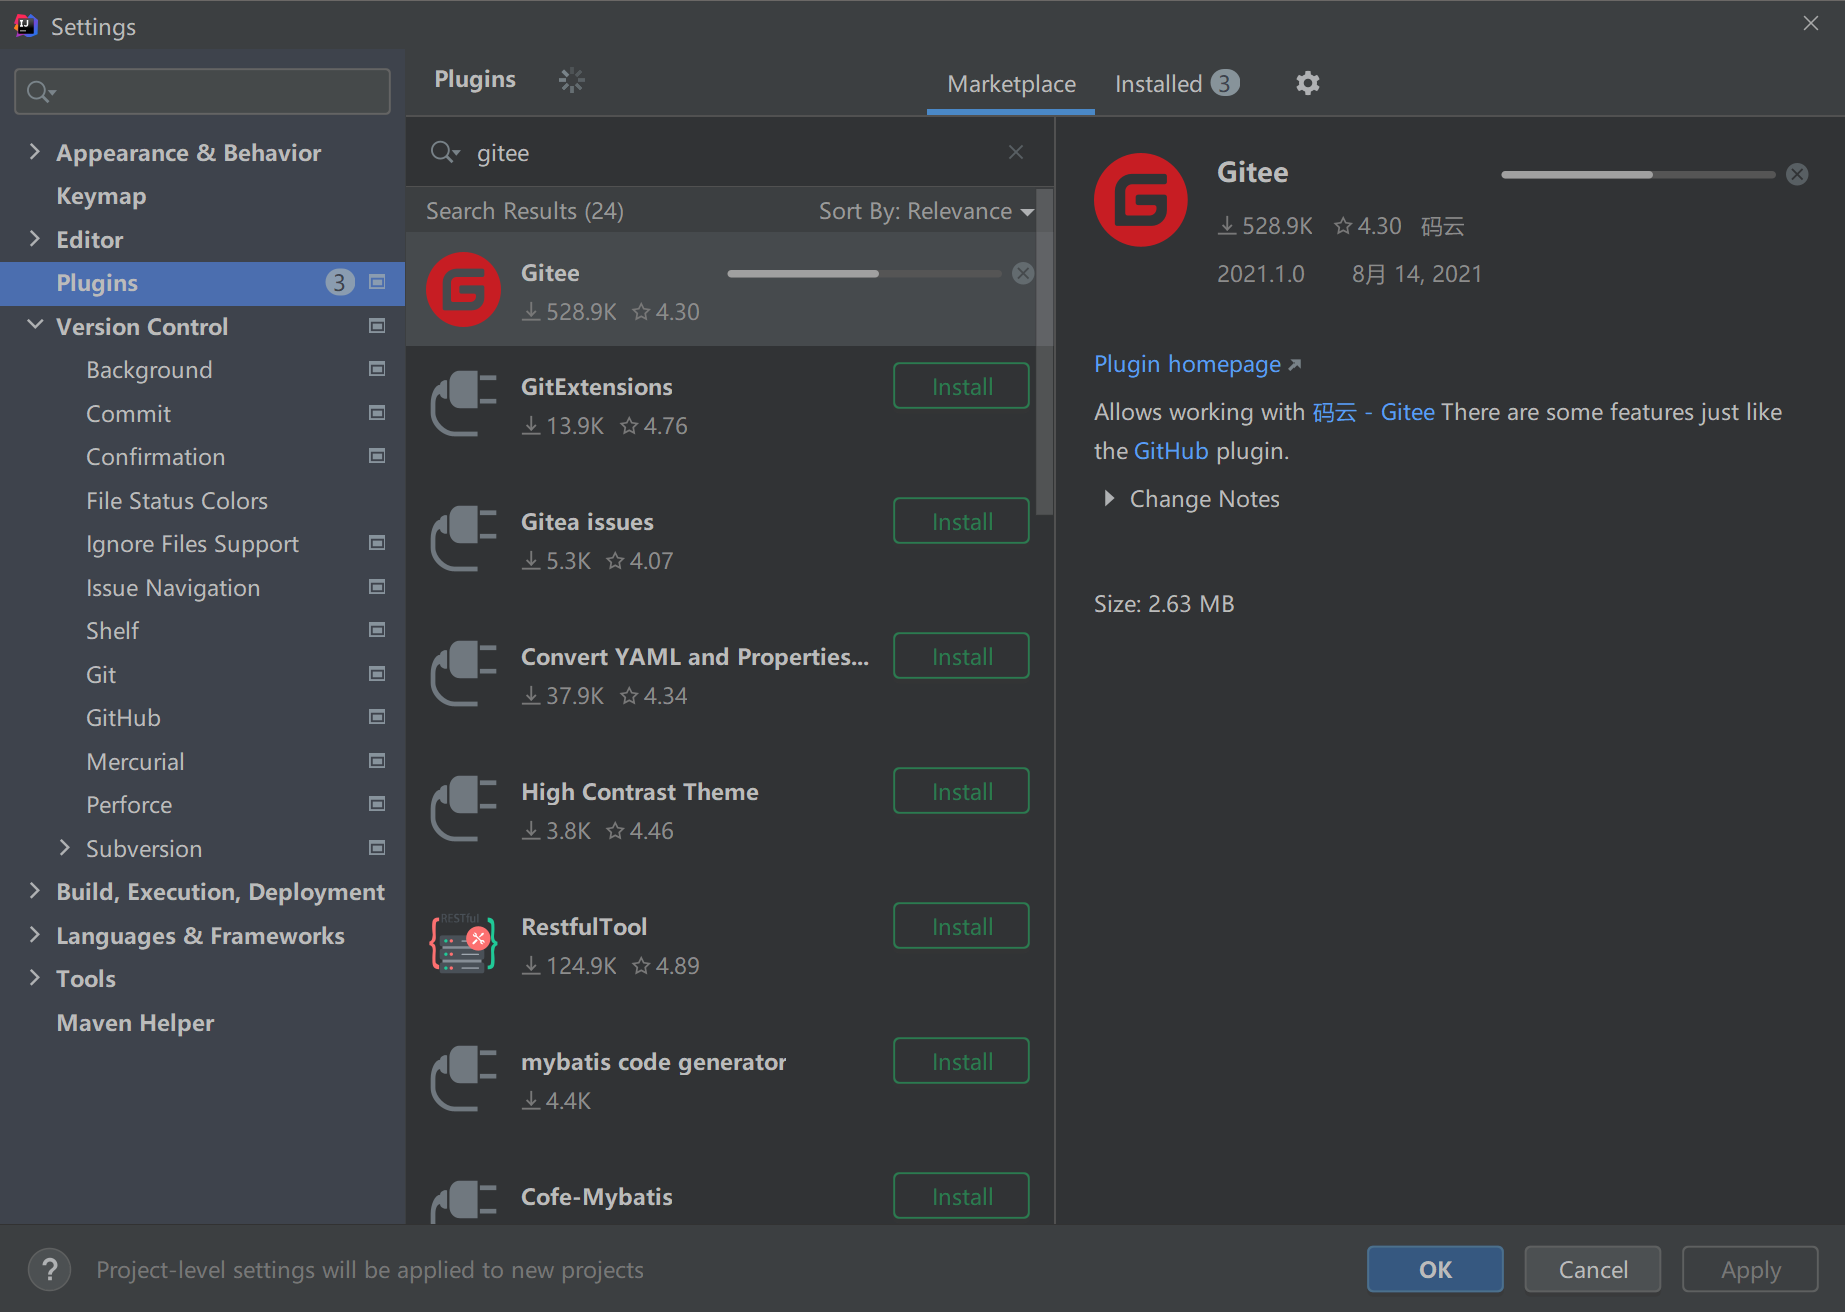 Settings
Appearance & Behavior
Keymap
Editor
Plugins 3
Version Control
Background
Commit
Confirmation
File Status Colors
Ignore Files Support
Issue Navigation
Shelf
Git
GitHub
Mercurial
Perforce
Subversion
Build, Execution, Deployment
Languages & Frameworks
Tools
Maven Helper
Plugins
Marketplace
Installed 3
gitee
Search Results (24)
Sort By: Relevance
Gitee
528.9K 4.30
GitExtensions
Install
13.9K 4.76
Gitea issues
Install
5.3K 4.07
Convert YAML and Properties...
Install
37.9K 4.34
High Contrast Theme
Install
3.8K 4.46
RESTful
RestfulTool
Install
124.9K 4.89
mybatis code generator
Install
4.4K
Cofe-Mybatis
Install
Gitee
528.9K 4.30 码云
2021.1.0 8月 14, 2021
Plugin homepage
Allows working with 码云 - Gitee There are some features just like
the GitHub plugin.
Change Notes
Size: 2.63 MB
? Project-level settings will be applied to new projects
OK
Cancel
Apply